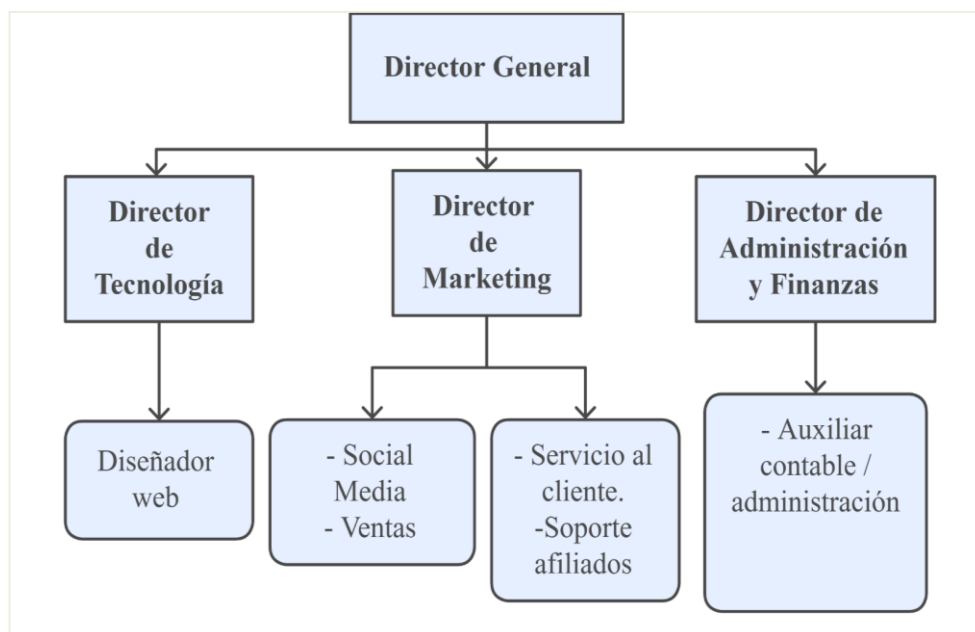 Director General
Director
de
Tecnología
Director
de
Marketing
Director de
Administración
y Finanzas
Diseñador
web
- Social
Media
- Ventas
- Servicio al
cliente.
-Soporte
afiliados
- Auxiliar
contable /
administración